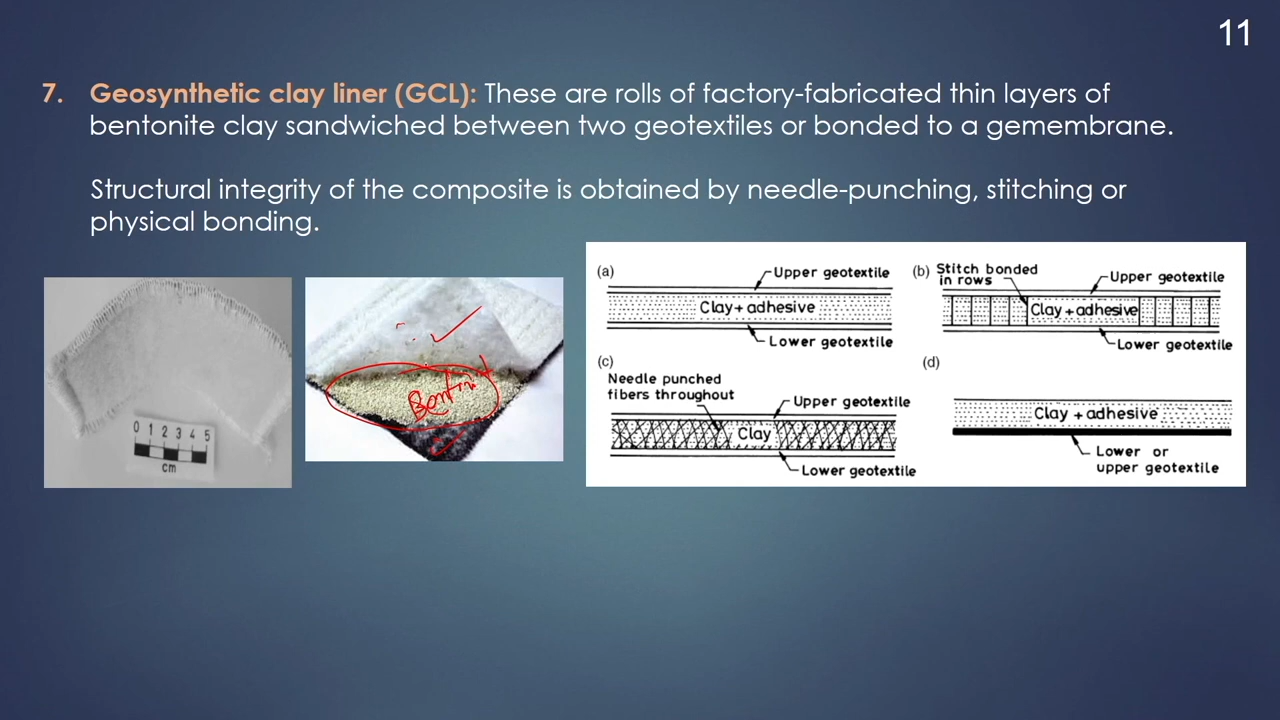 11
7. Geosynthetic clay liner (GCL): These are rolls of factory-fabricated thin layers of
bentonite clay sandwiched between two geotextiles or bonded to a gemembrane.
Structural integrity of the composite is obtained by needle-punching, stitching or
physical bonding.
0 1 2 3 4 5
cm
(a)
Upper geotextile
Clay+ adhesive
Lower geotextile
(b) Stitch bonded
in rows
Upper geotextile
Clay + adhesive
Lower geotextile
(c)
Needle punched
fibers throughout
Upper geotextile
Clay
Lower geotextile
(d)
Clay + adhesive
Lower or
upper geotextile